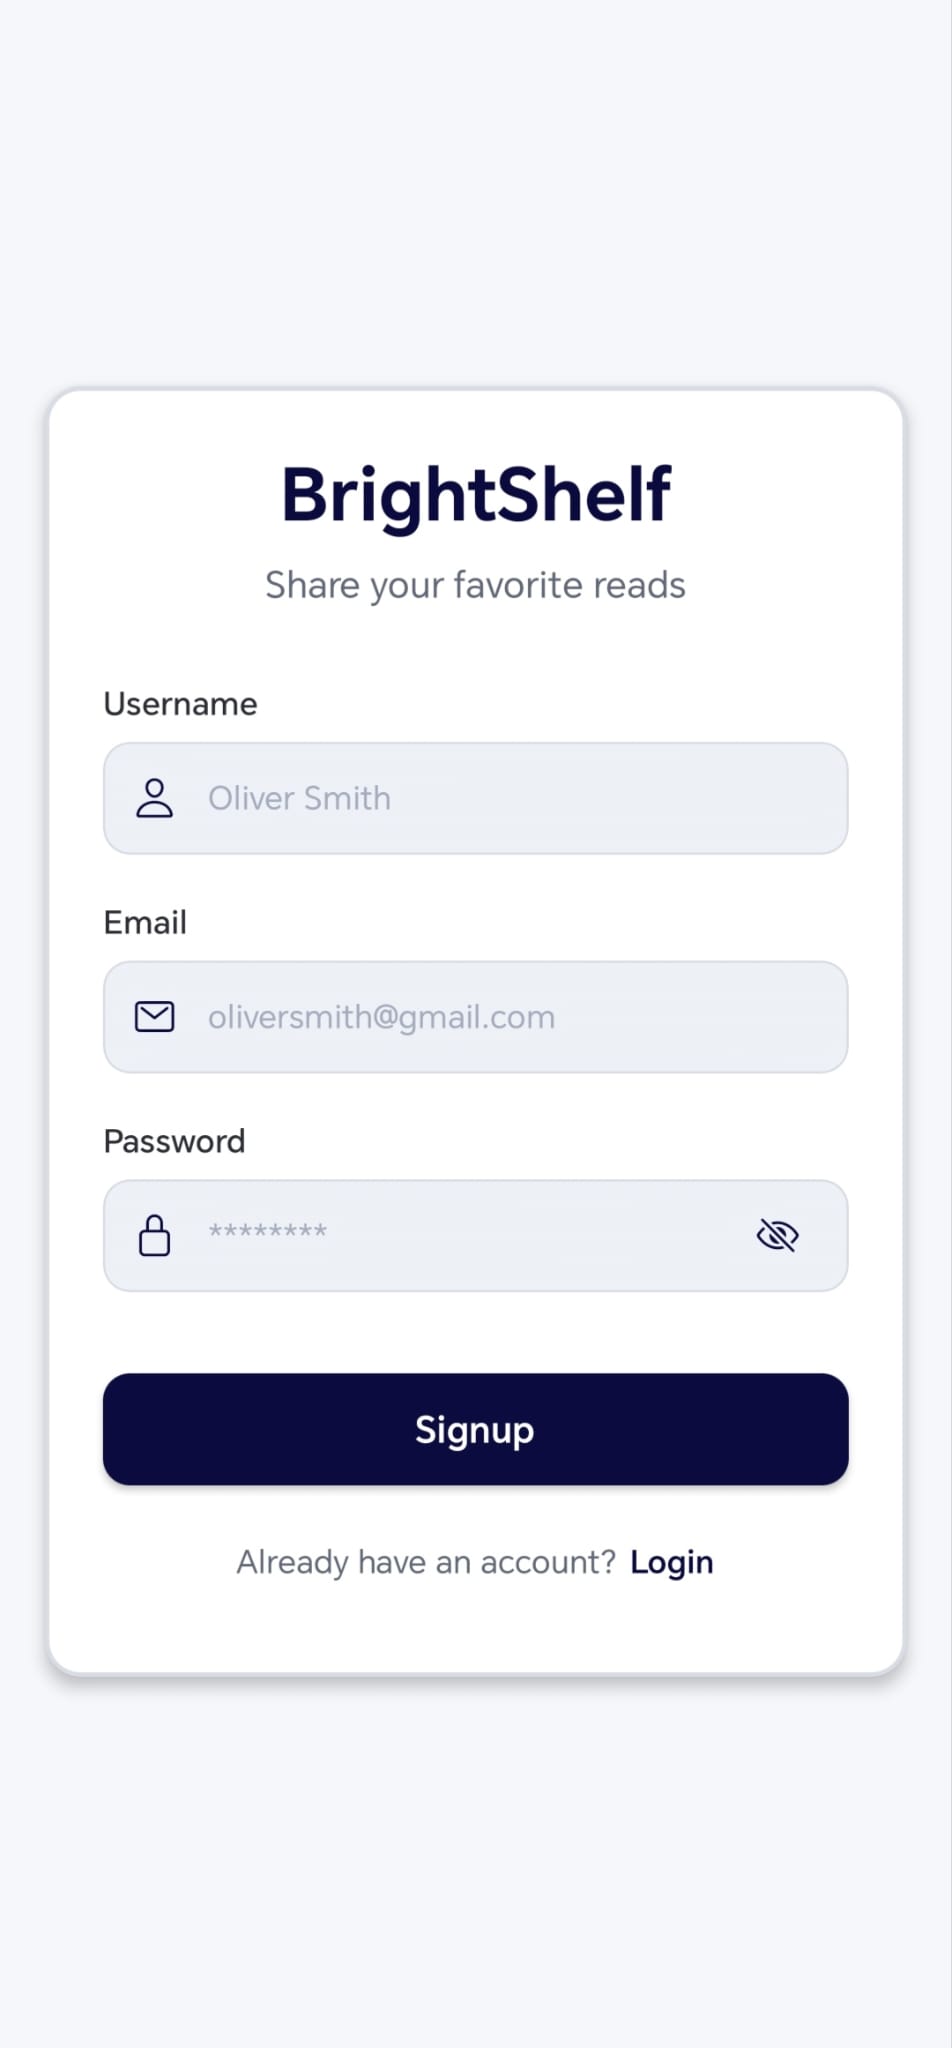 BrightShelf
Share your favorite reads
Username
Oliver Smith
Email
oliversmith@gmail.com
Password
********
Signup
Already have an account? Login